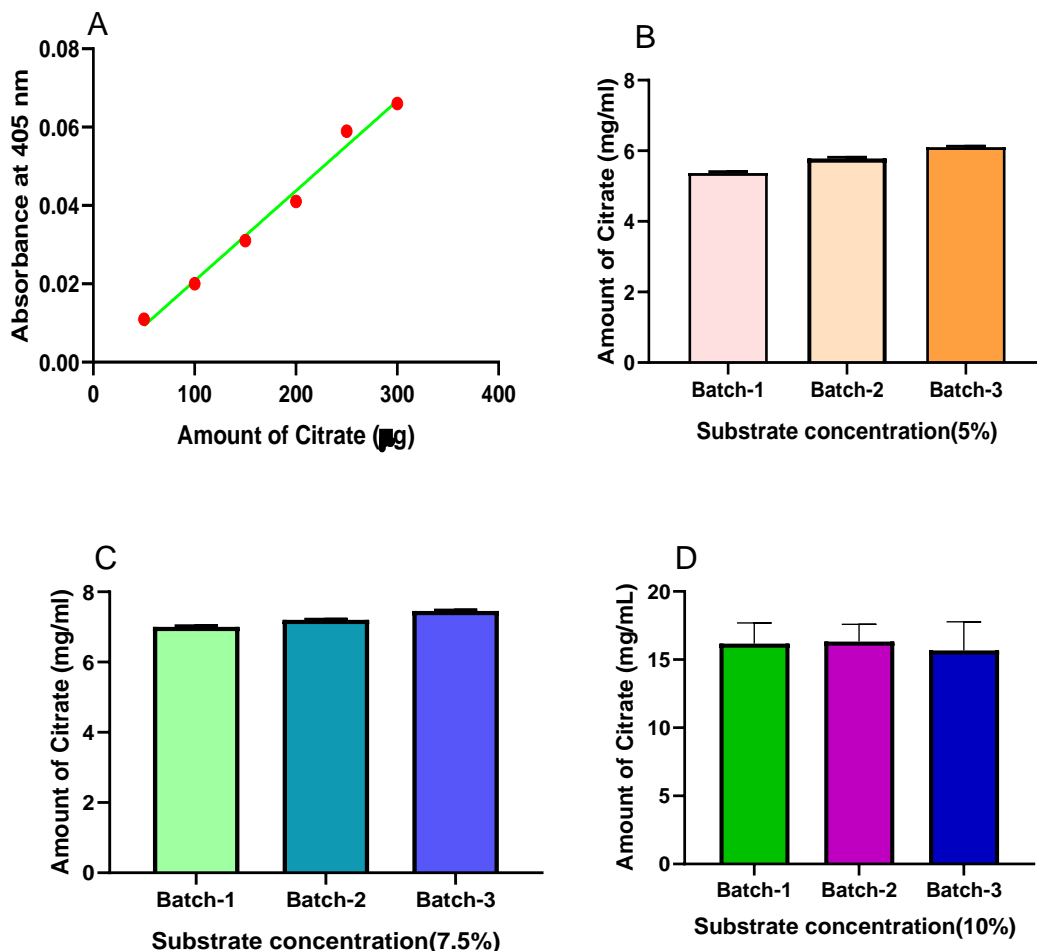 A
Absorbance at 405 nm
0.08
0.06
0.04
0.02
0.00
0 100 200 300 400
Amount of Citrate (μg)
B
Amount of Citrate (mg/ml)
8
6
4
2
0
Batch-1 Batch-2 Batch-3
Substrate concentration(5%)
C
Amount of Citrate (mg/ml)
8
6
4
2
0
Batch-1 Batch-2 Batch-3
Substrate concentration(7.5%)
D
Amount of Citrate (mg/mL)
20
15
10
5
0
Batch-1 Batch-2 Batch-3
Substrate concentration(10%)